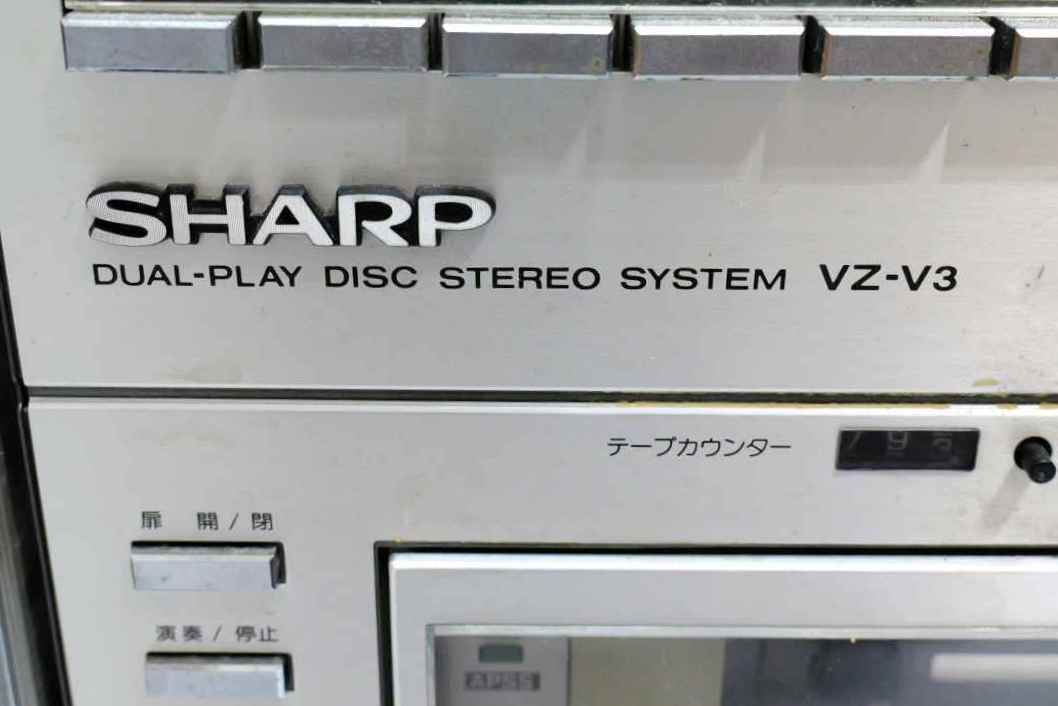 SHARP
DUAL-PLAY DISC STEREO SYSTEM VZ-V3
テープカウンター
扉 開/閉
演奏/停止
APSS